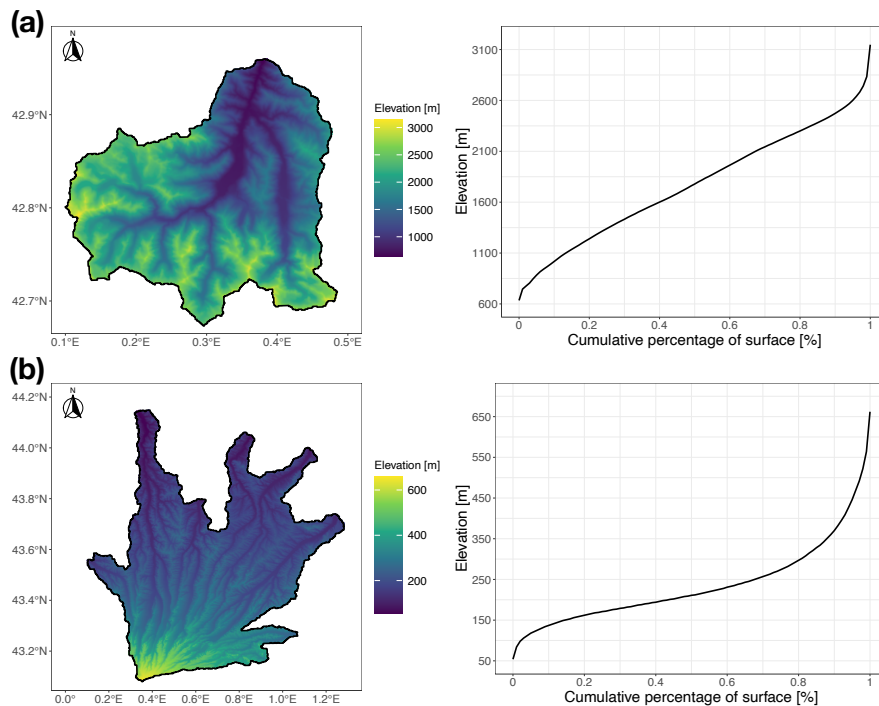 (a)
N
42.9°N
42.8°N
42.7°N
0.1°E 0.2°E 0.3°E 0.4°E 0.5°E
Elevation [m]
3000
2500
2000
1500
1000
Elevation [m]
3100
2600
2100
1600
1100
600
0 0.2 0.4 0.6 0.8 1
Cumulative percentage of surface [%]
(b)
N
44.2°N
44.0°N
43.8°N
43.6°N
43.4°N
43.2°N
0.0°E 0.2°E 0.4°E 0.6°E 0.8°E 1.0°E 1.2°E
Elevation [m]
600
400
200
Elevation [m]
650
550
450
350
250
150
50
0 0.2 0.4 0.6 0.8 1
Cumulative percentage of surface [%]